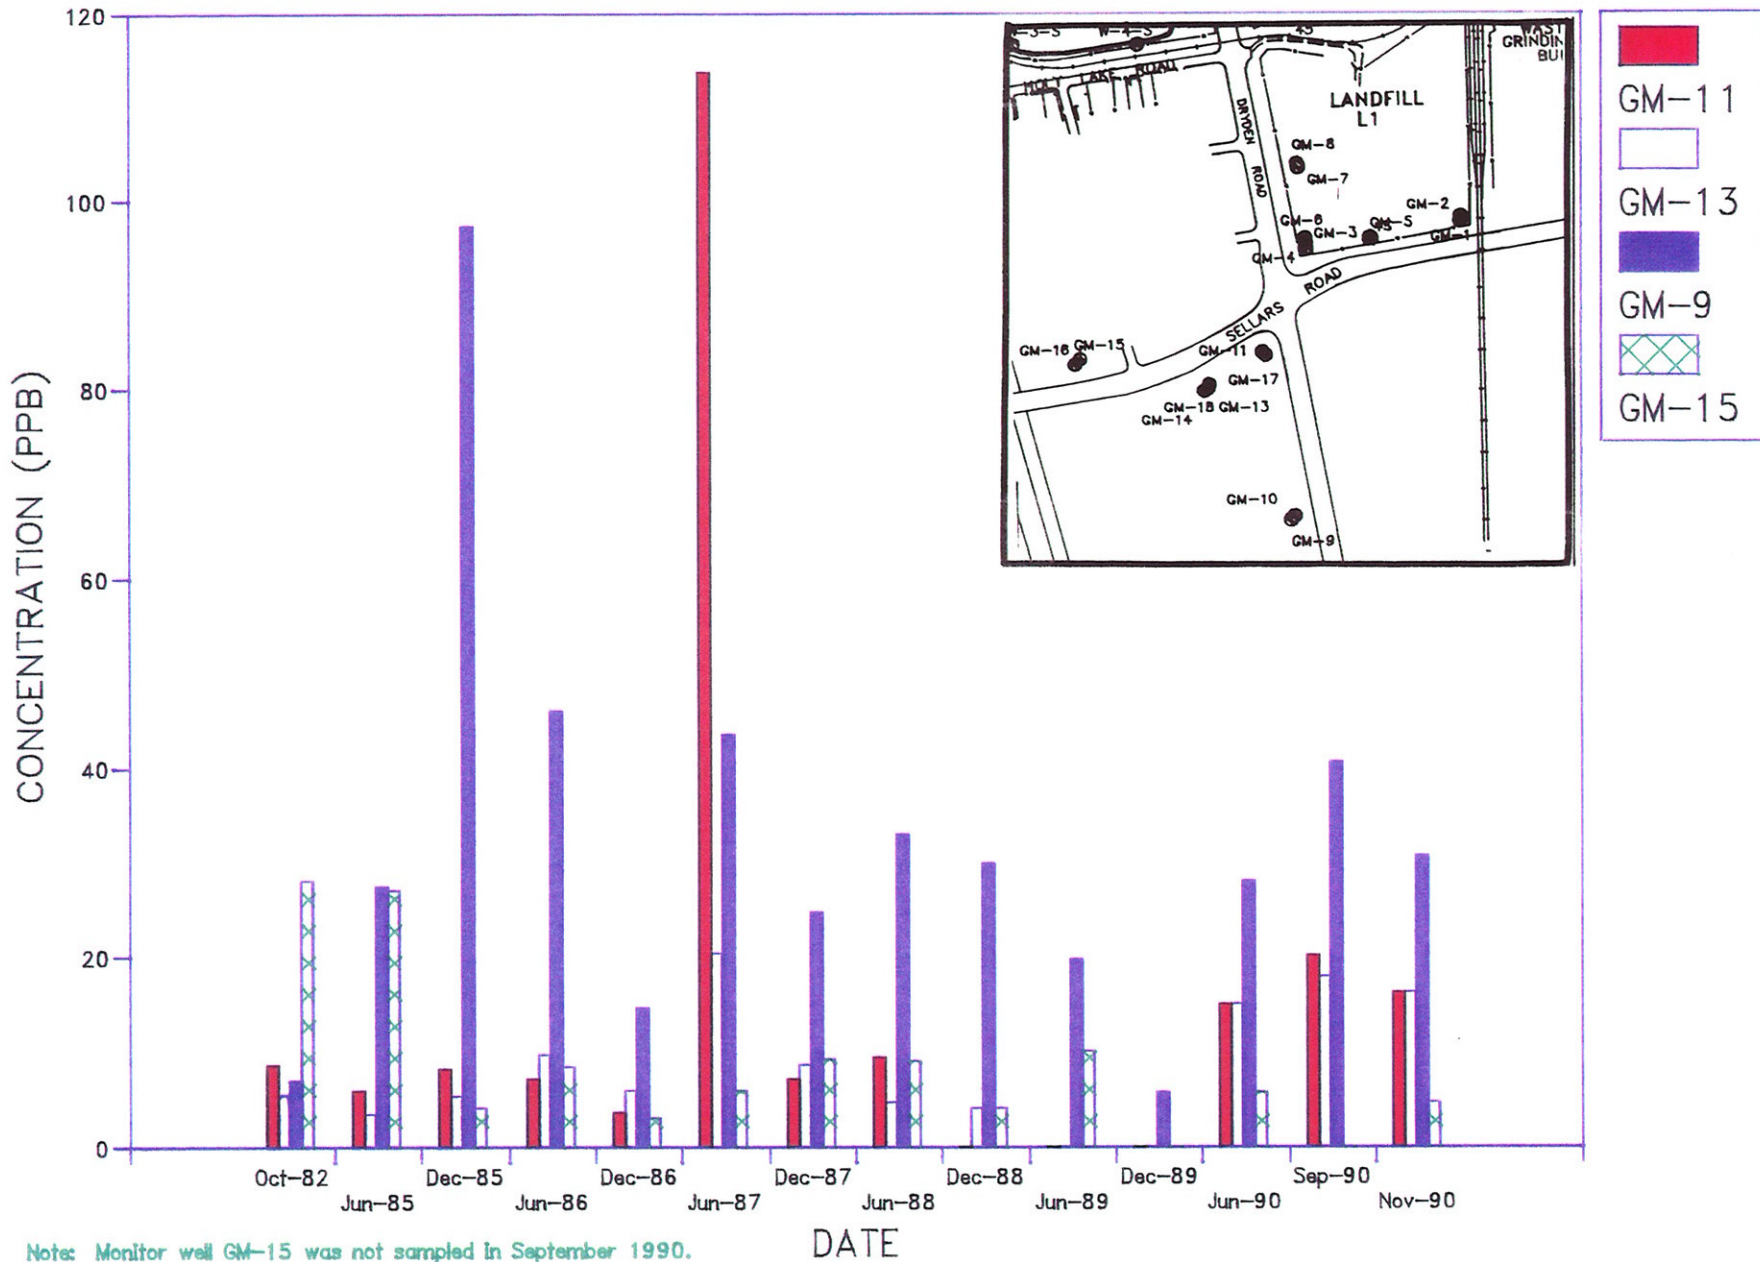 120
100
80
60
40
20
0
CONCENTRATION (PPB)
W-4-S
HOLY LAKE ROAD
DRYDEN ROAD
LANDFILL
L1
GRINDIN
GM-8
GM-7
GM-2
GM-1
GM-6
GM-3
GM-4
SELLARS ROAD
GM-16
GM-15
GM-11
GM-17
GM-18
GM-13
GM-14
GM-10
GM-9
GM-11
GM-13
GM-9
GM-15
Oct-82
Jun-85
Dec-85
Jun-86
Dec-86
Jun-87
Dec-87
Jun-88
Dec-88
Jun-89
Dec-89
Jun-90
Sep-90
Nov-90
DATE
Note: Monitor well GM-15 was not sampled in September 1990.